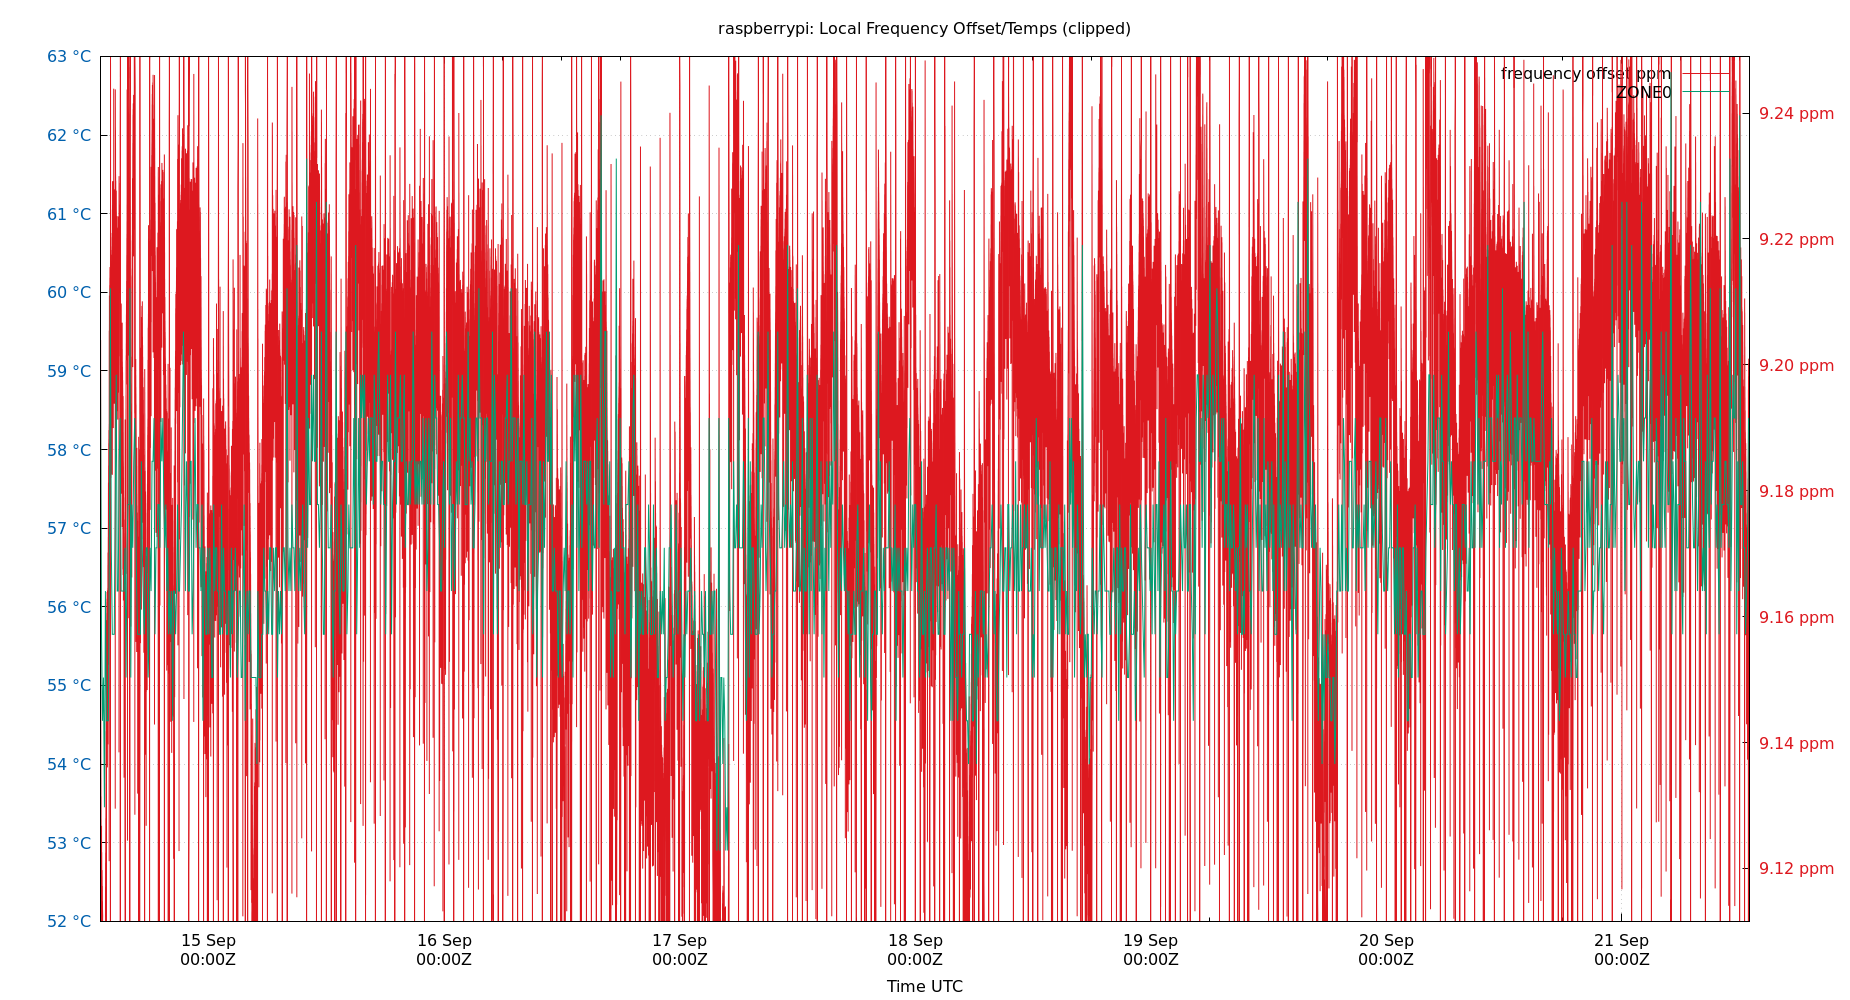 raspberrypi: Local Frequency Offset/Temps (clipped)
frequency offset ppm
ZONE0
63 °C
62 °C
61 °C
60 °C
59 °C
58 °C
57 °C
56 °C
55 °C
54 °C
53 °C
52 °C
9.24 ppm
9.22 ppm
9.20 ppm
9.18 ppm
9.16 ppm
9.14 ppm
9.12 ppm
15 Sep 16 Sep 17 Sep 18 Sep 19 Sep 20 Sep 21 Sep
00:00Z 00:00Z 00:00Z 00:00Z 00:00Z 00:00Z 00:00Z
Time UTC